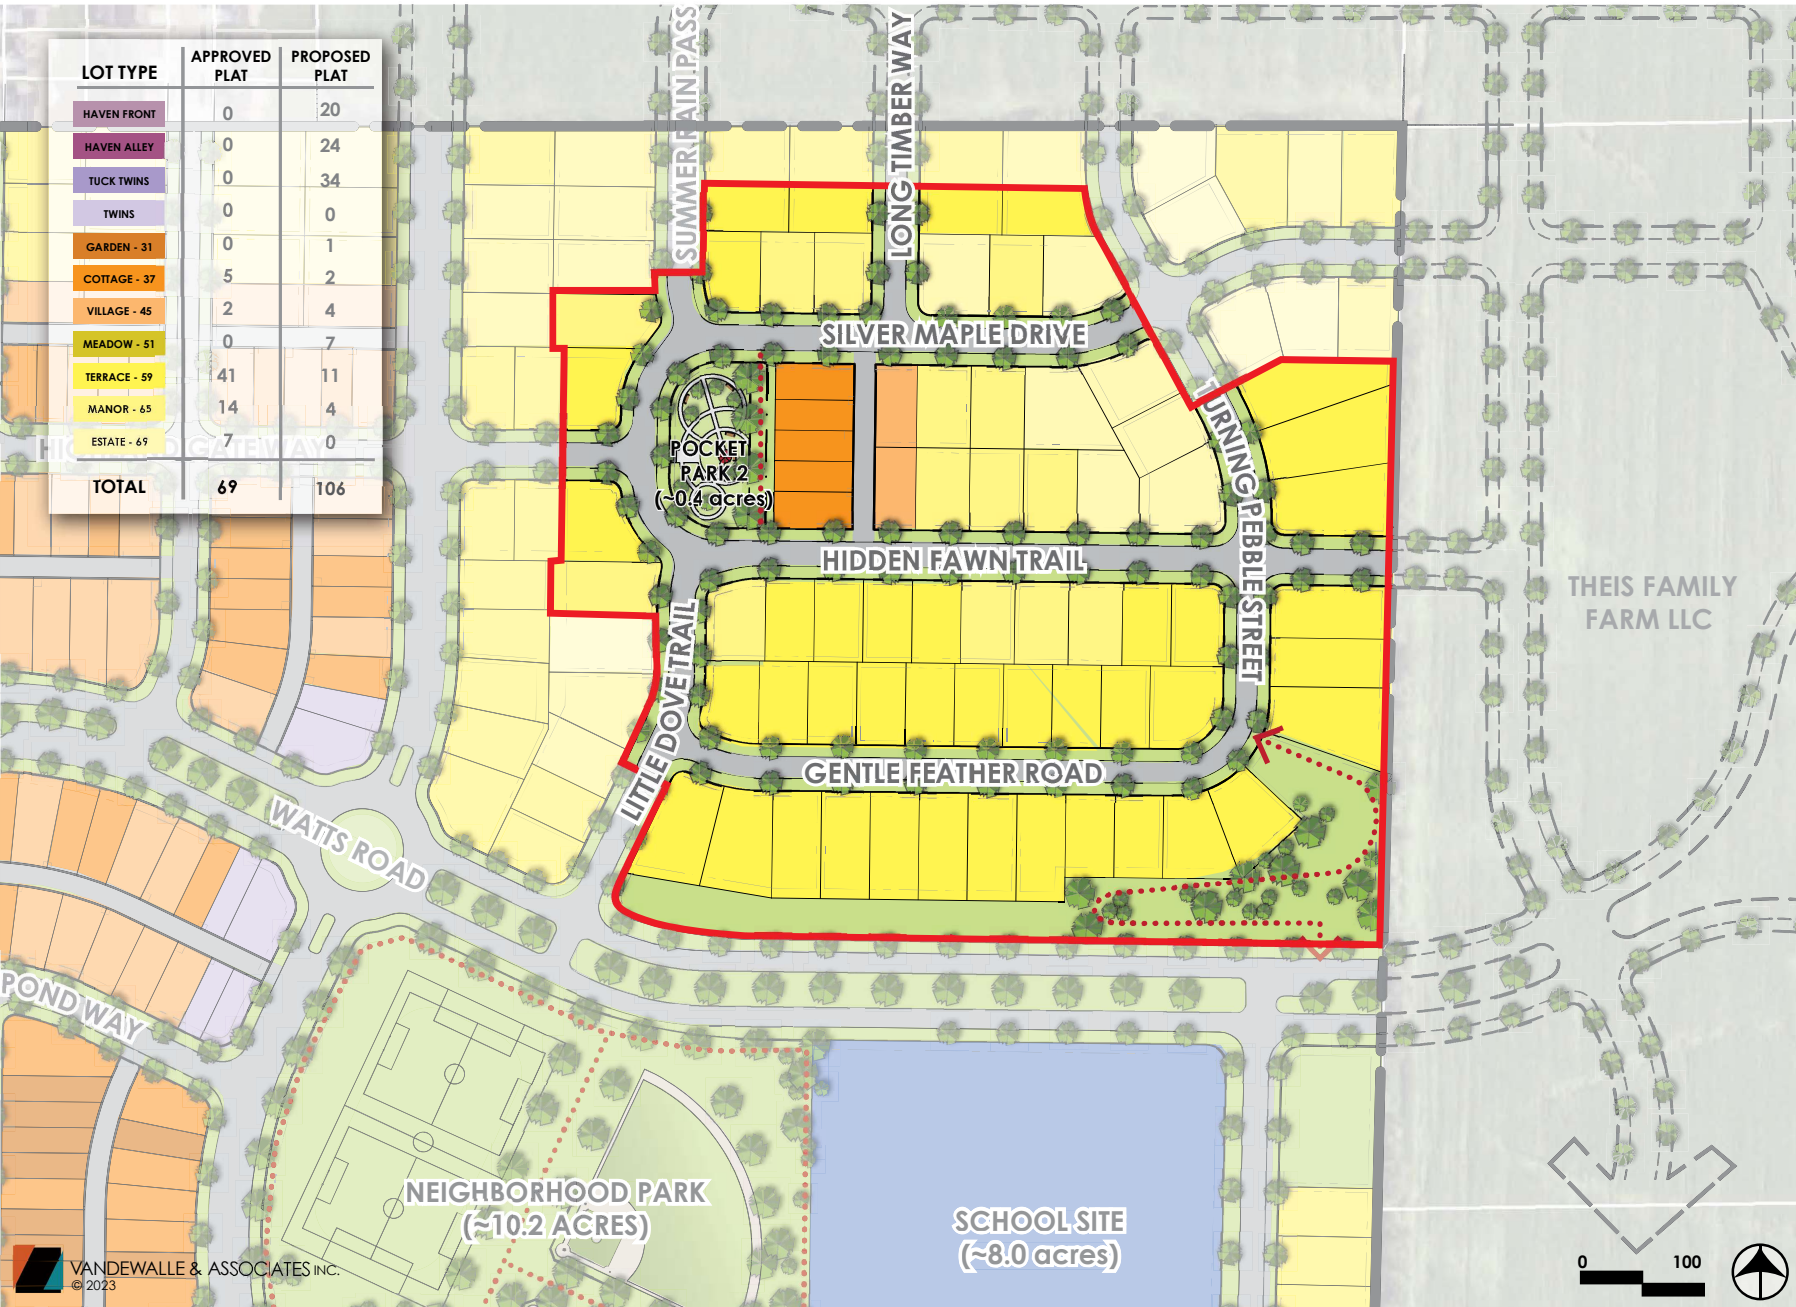 LOT TYPE APPROVED PLAT PROPOSED PLAT
HAVEN FRONT 0 20
HAVEN ALLEY 0 24
TUCK TWINS 0 34
TWINS 0 0
GARDEN - 31 0 1
COTTAGE - 37 5 2
VILLAGE - 45 2 4
MEADOW - 51 0 7
TERRACE - 59 41 11
MANOR - 65 14 4
ESTATE - 69 7 0
TOTAL 69 106
SUMMER RAIN PASS
LONG TIMBER WAY
SILVER MAPLE DRIVE
TURNING PEBBLE STREET
POCKET
PARK 2
(~0.4 acres)
HIDDEN FAWN TRAIL
THEIS FAMILY
FARM LLC
LITTLE DOVE TRAIL
GENTLE FEATHER ROAD
WATTS ROAD
POND WAY
NEIGHBORHOOD PARK
(~10.2 ACRES)
SCHOOL SITE
(~8.0 acres)
VANDEWALLE & ASSOCIATES INC.
© 2023
0 100